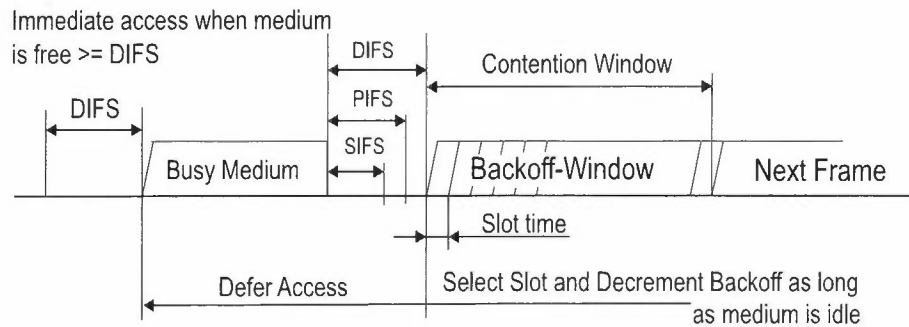 Immediate access when medium
is free >= DIFS
DIFS
DIFS
Contention Window
PIFS
SIFS
Busy Medium
Backoff-Window
Next Frame
Slot time
Defer Access
Select Slot and Decrement Backoff as long
as medium is idle